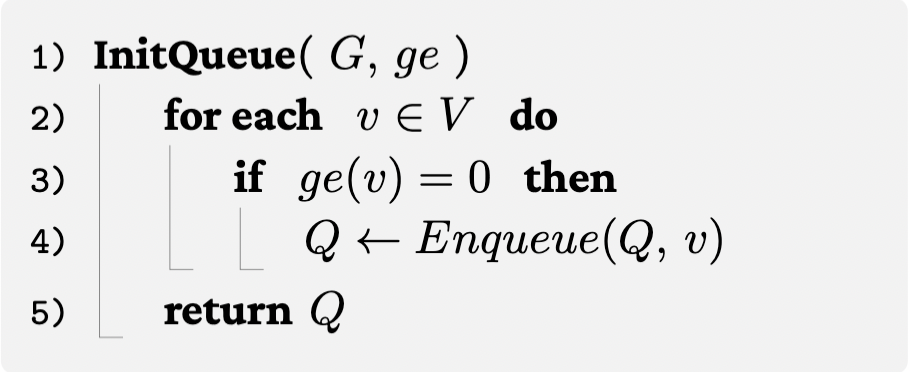 1) InitQueue( G, ge )
2) for each v ∈ V do
3) if ge(v) = 0 then
4) Q ← Enqueue(Q, v)
5) return Q